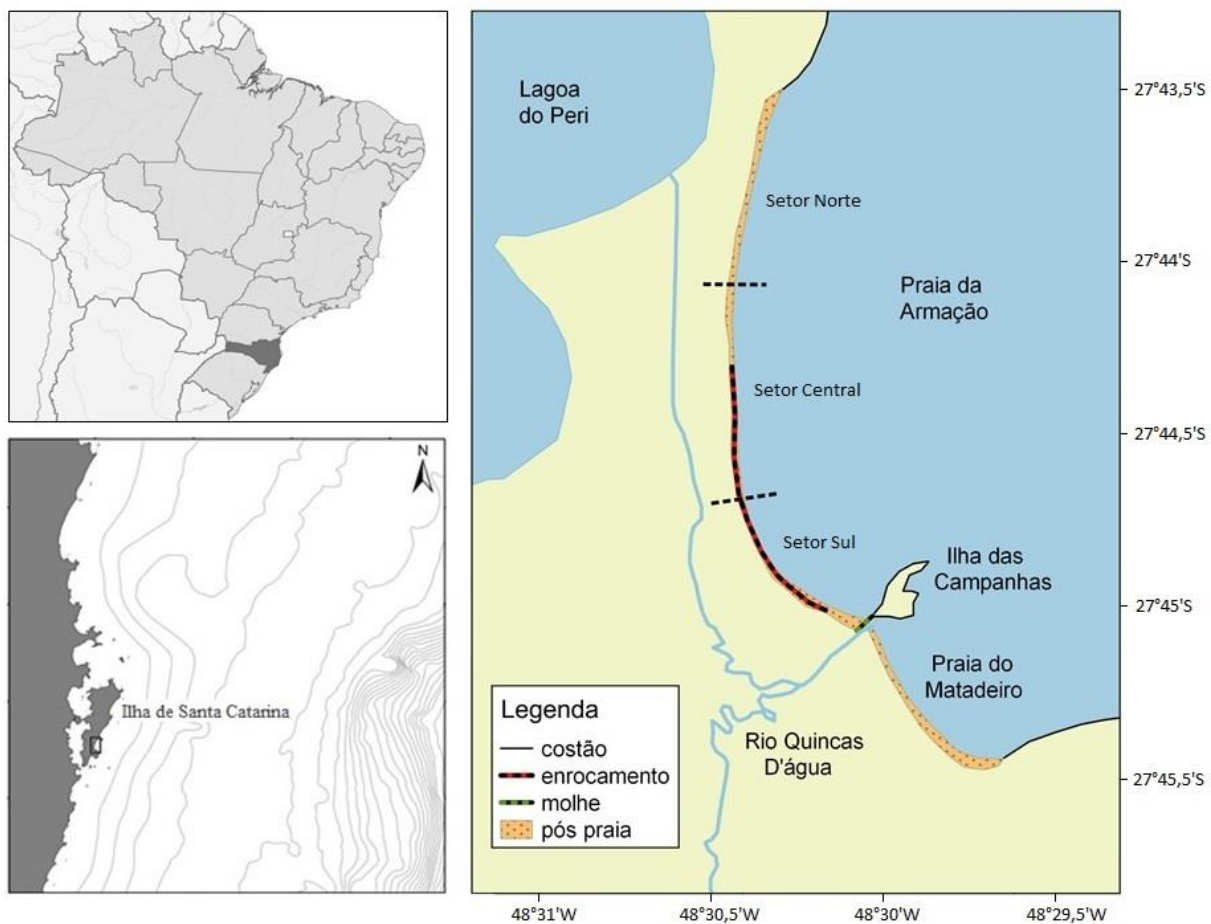 Lagoa
do Peri
Setor Norte
Praia da
Armação
Setor Central
Setor Sul
Ilha das
Campanhas
Praia do
Matadeiro
Rio Quincas
D'água
Legenda
costão
enrocamento
molhe
pós praia
27°43,5'S
27°44'S
27°44,5'S
27°45'S
27°45,5'S
48°31'W
48°30,5'W
48°30'W
48°29,5'W
N
Ilha de Santa Catarina